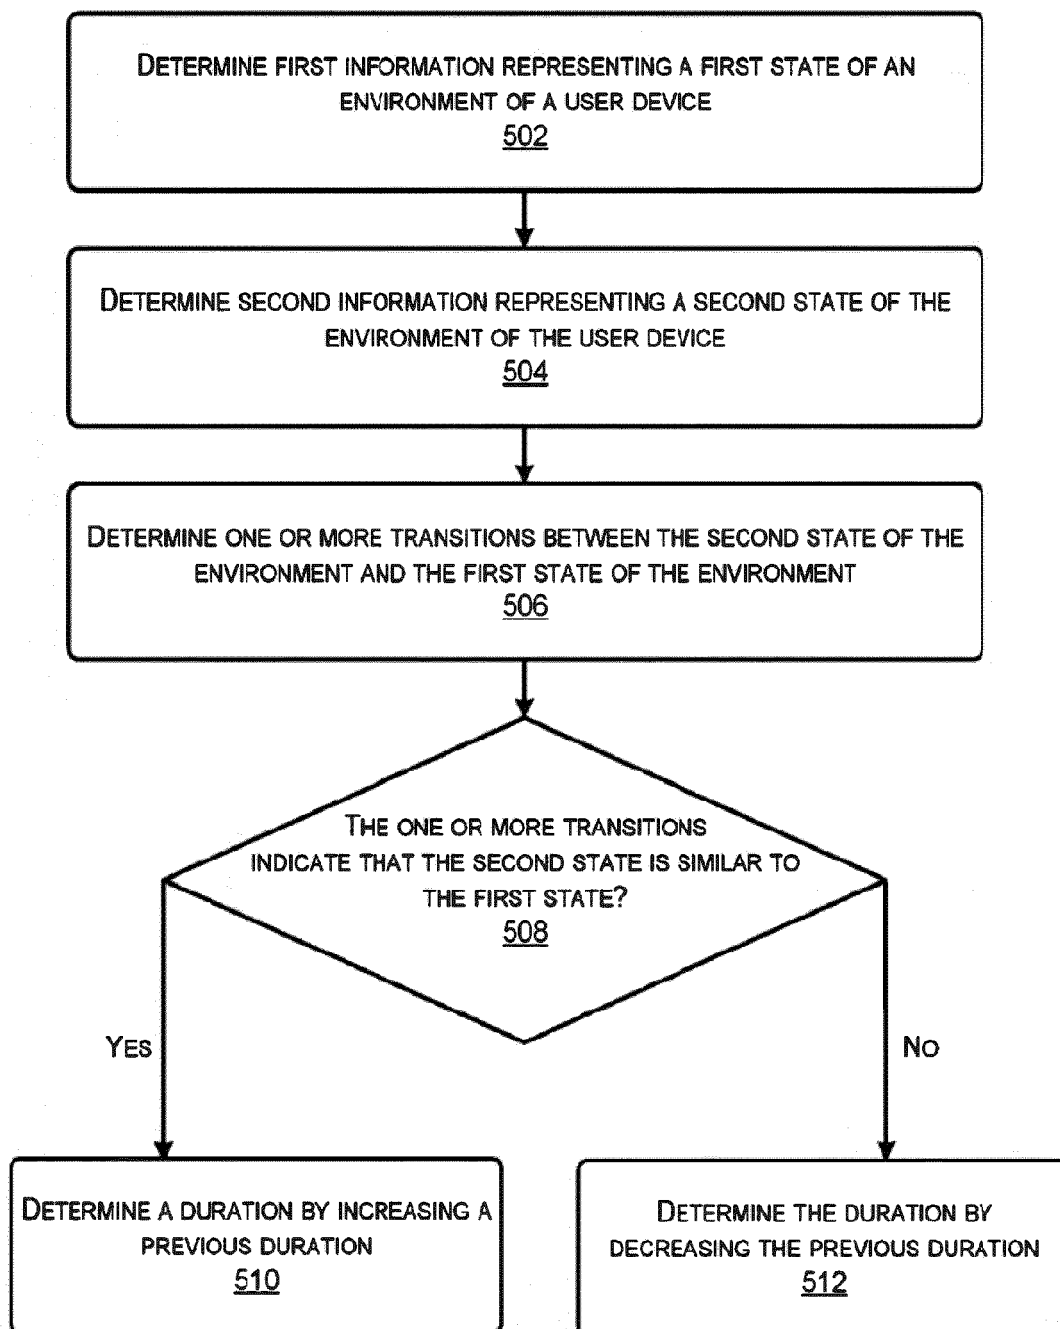 DETERMINE FIRST INFORMATION REPRESENTING A FIRST STATE OF AN
ENVIRONMENT OF A USER DEVICE
502
DETERMINE SECOND INFORMATION REPRESENTING A SECOND STATE OF THE
ENVIRONMENT OF THE USER DEVICE
504
DETERMINE ONE OR MORE TRANSITIONS BETWEEN THE SECOND STATE OF THE
ENVIRONMENT AND THE FIRST STATE OF THE ENVIRONMENT
506
THE ONE OR MORE TRANSITIONS
INDICATE THAT THE SECOND STATE IS SIMILAR TO
THE FIRST STATE?
508
YES
NO
DETERMINE A DURATION BY INCREASING A
PREVIOUS DURATION
510
DETERMINE THE DURATION BY
DECREASING THE PREVIOUS DURATION
512